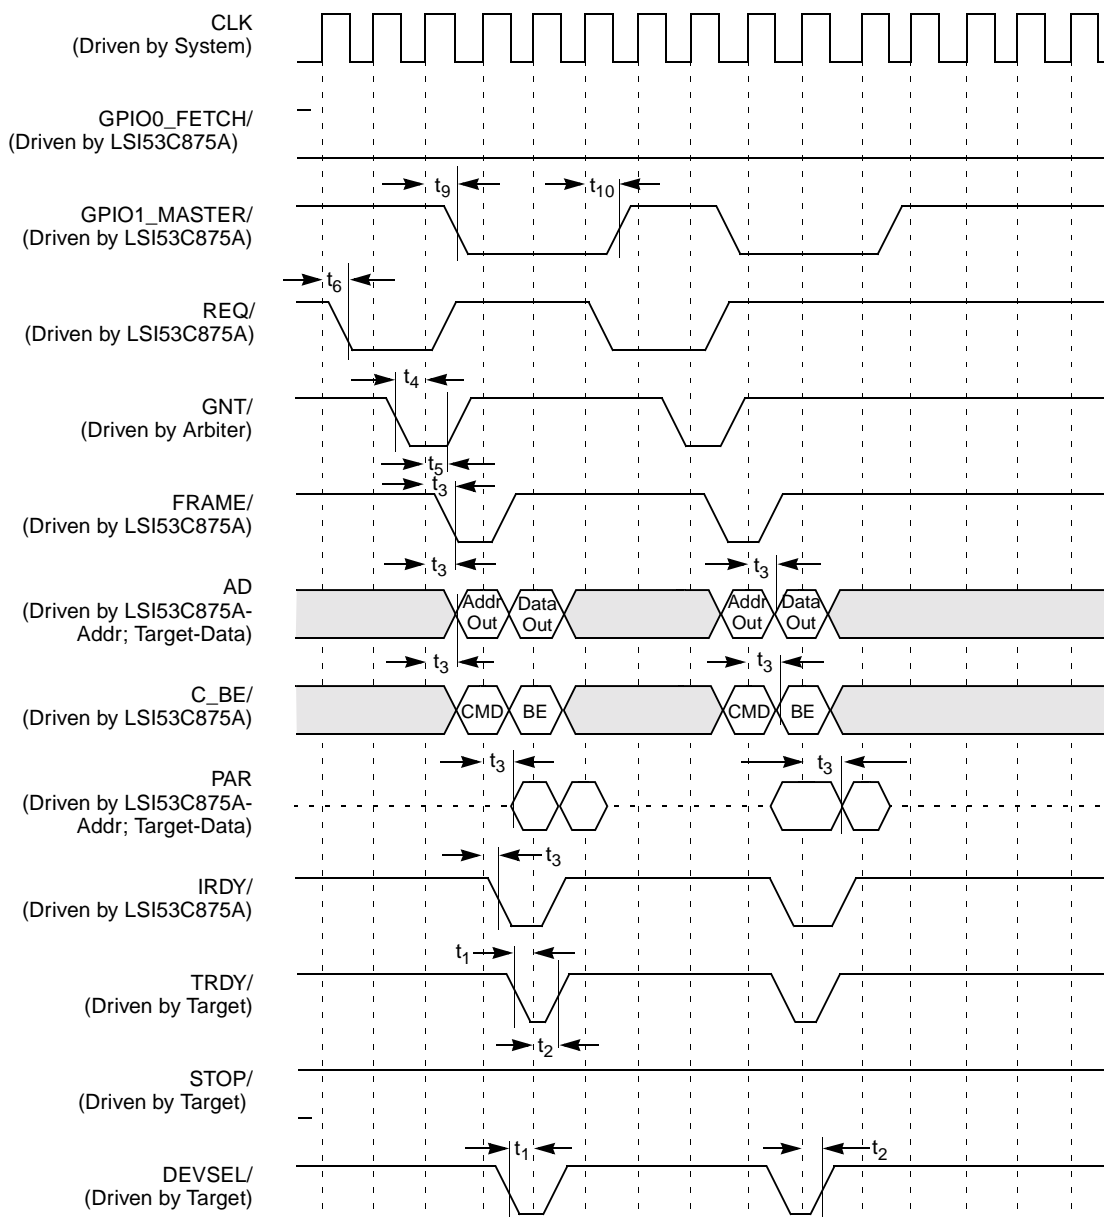 CLK
(Driven by System)
GPIO0_FETCH/
(Driven by LSI53C875A)
t9
t10
GPIO1_MASTER/
(Driven by LSI53C875A)
t6
REQ/
(Driven by LSI53C875A)
t4
GNT/
(Driven by Arbiter)
t5
t3
FRAME/
(Driven by LSI53C875A)
t3
t3
AD
(Driven by LSI53C875A-
Addr; Target-Data)
Addr
Out
Data
Out
Addr
Out
Data
Out
t3
t3
C_BE/
(Driven by LSI53C875A)
CMD
BE
CMD
BE
t3
t3
PAR
(Driven by LSI53C875A-
Addr; Target-Data)
t3
IRDY/
(Driven by LSI53C875A)
t1
TRDY/
(Driven by Target)
t2
STOP/
(Driven by Target)
t1
t2
DEVSEL/
(Driven by Target)